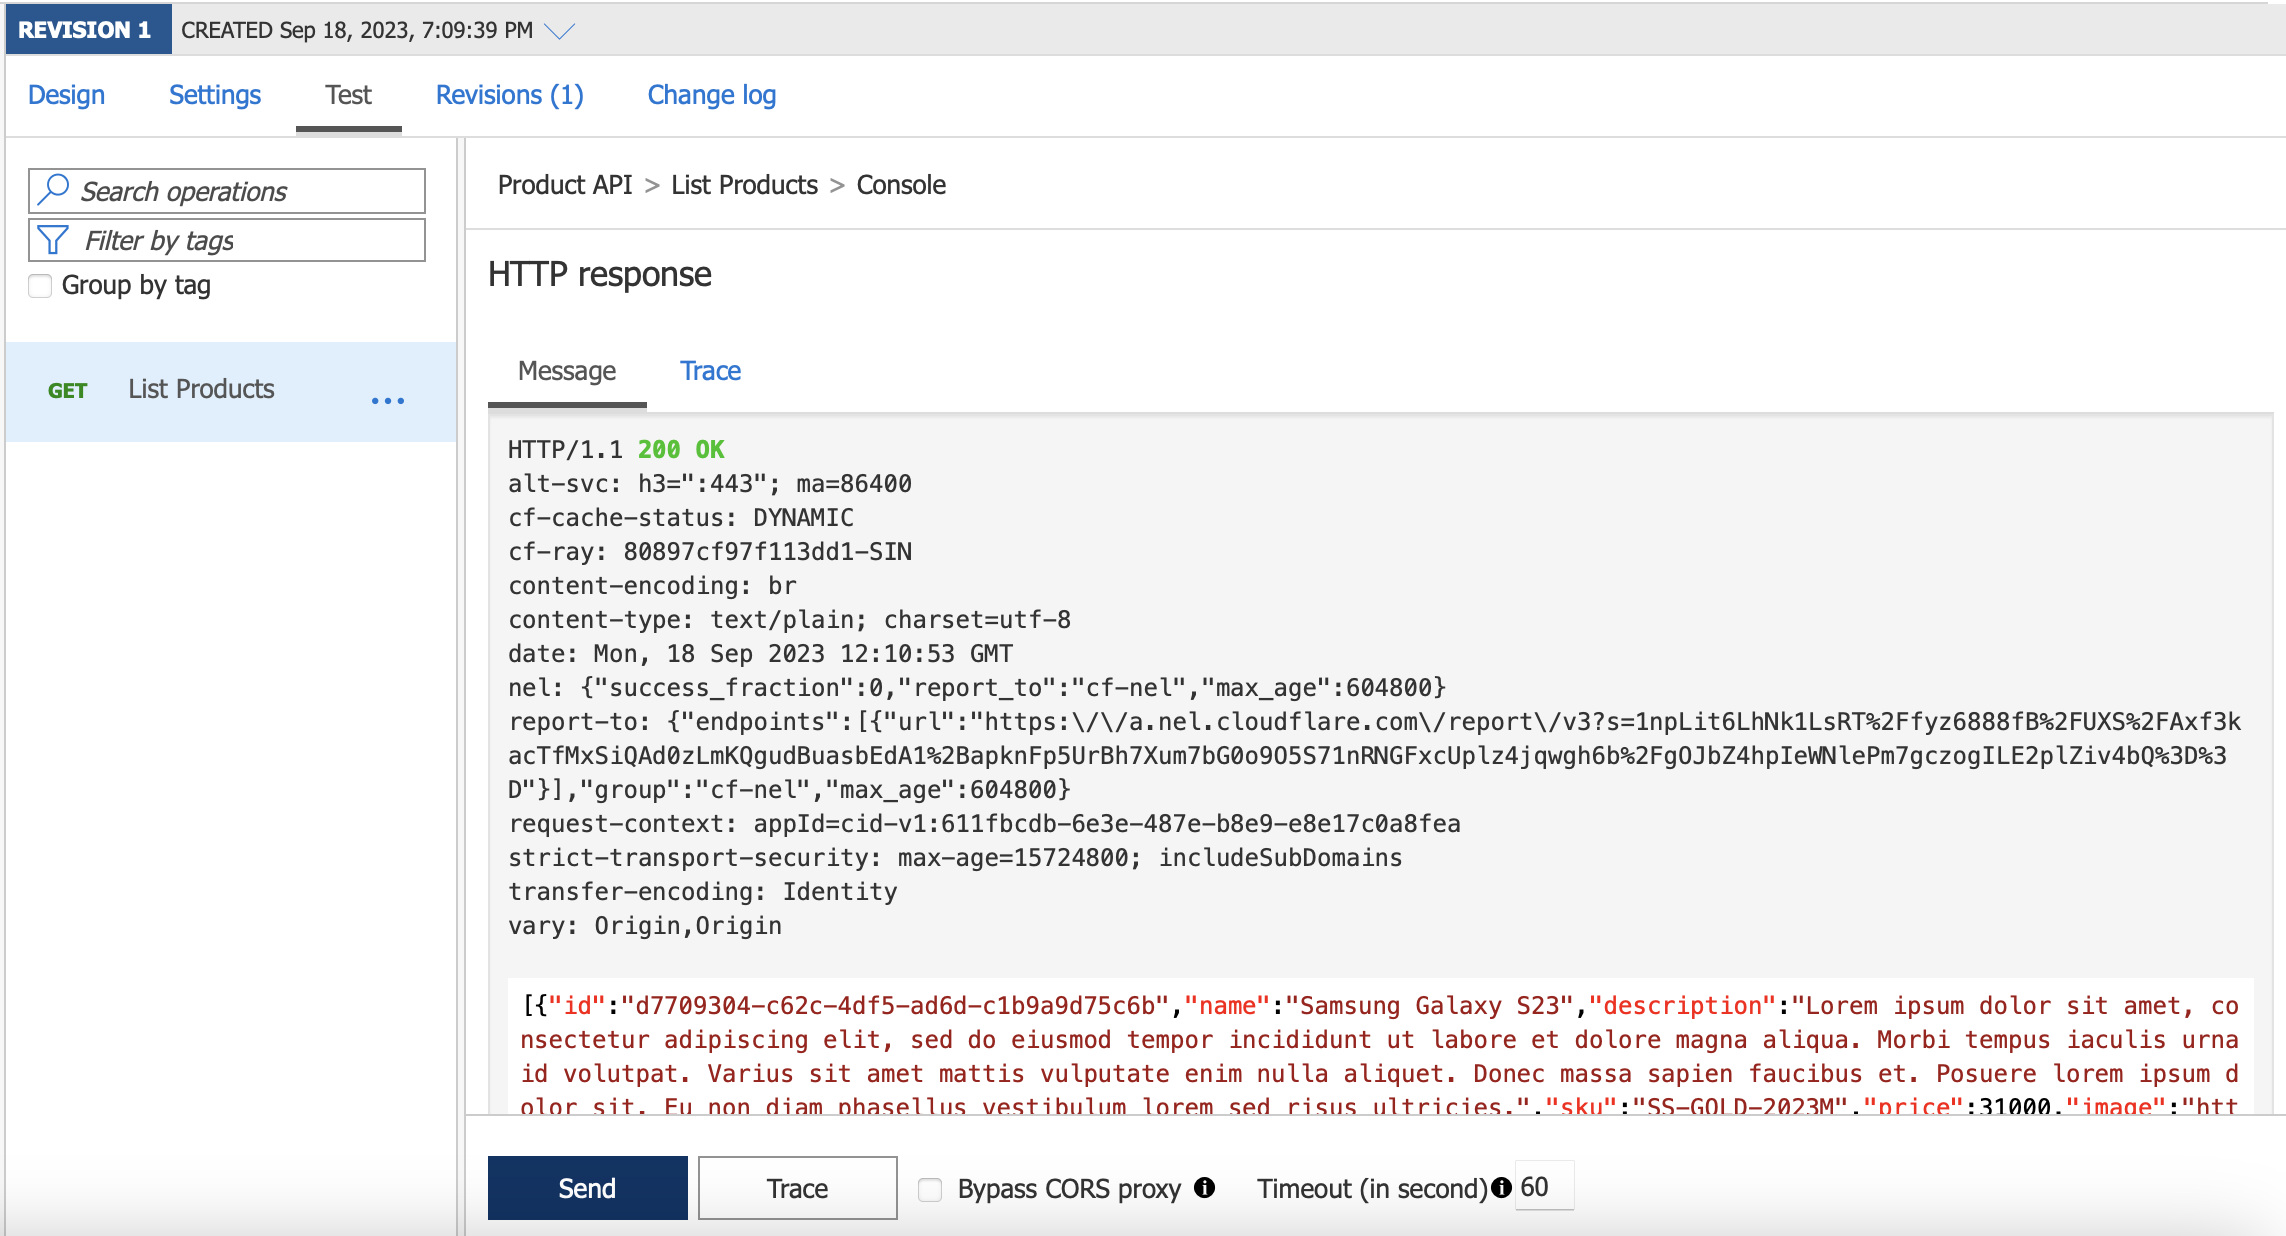 REVISION 1 CREATED Sep 18, 2023, 7:09:39 PM
Design Settings Test Revisions (1) Change log
Search operations
Filter by tags
Group by tag
GET List Products ...
Product API > List Products > Console
HTTP response
Message Trace
HTTP/1.1 200 OK
alt-svc: h3=":443"; ma=86400
cf-cache-status: DYNAMIC
cf-ray: 80897cf97f113dd1-SIN
content-encoding: br
content-type: text/plain; charset=utf-8
date: Mon, 18 Sep 2023 12:10:53 GMT
nel: {"success_fraction":0,"report_to":"cf-nel","max_age":604800}
report-to: {"endpoints":[{"url":"https:\/\/a.nel.cloudflare.com\/report\/v3?s=1npLit6LhNk1LsRT%2Ffyz6888fB%2FUXS%2FAxf3k
acTfMxSiQAd0zLmKQgudBuasbEdA1%2BapknFp5UrBh7Xum7bG0o9O5S71nRNGFxcUplz4jqwgh6b%2FgOJbZ4hpIeWNlePm7gczogILE2plZiv4bQ%3D%3
D"}],"group":"cf-nel","max_age":604800}
request-context: appId=cid-v1:611fbcdb-6e3e-487e-b8e9-e8e17c0a8fea
strict-transport-security: max-age=15724800; includeSubDomains
transfer-encoding: Identity
vary: Origin,Origin
[{"id":"d7709304-c62c-4df5-ad6d-c1b9a9d75c6b","name":"Samsung Galaxy S23","description":"Lorem ipsum dolor sit amet, co
nsectetur adipiscing elit, sed do eiusmod tempor incididunt ut labore et dolore magna aliqua. Morbi tempus iaculis urna
id volutpat. Varius sit amet mattis vulputate enim nulla aliquet. Donec massa sapien faucibus et. Posuere lorem ipsum d
olor sit. Eu non diam phasellus vestibulum lorem sed risus ultricies.","sku":"SS-GOLD-2023M","price":31000,"image":"htt
Send Trace Bypass CORS proxy Timeout (in second) 60